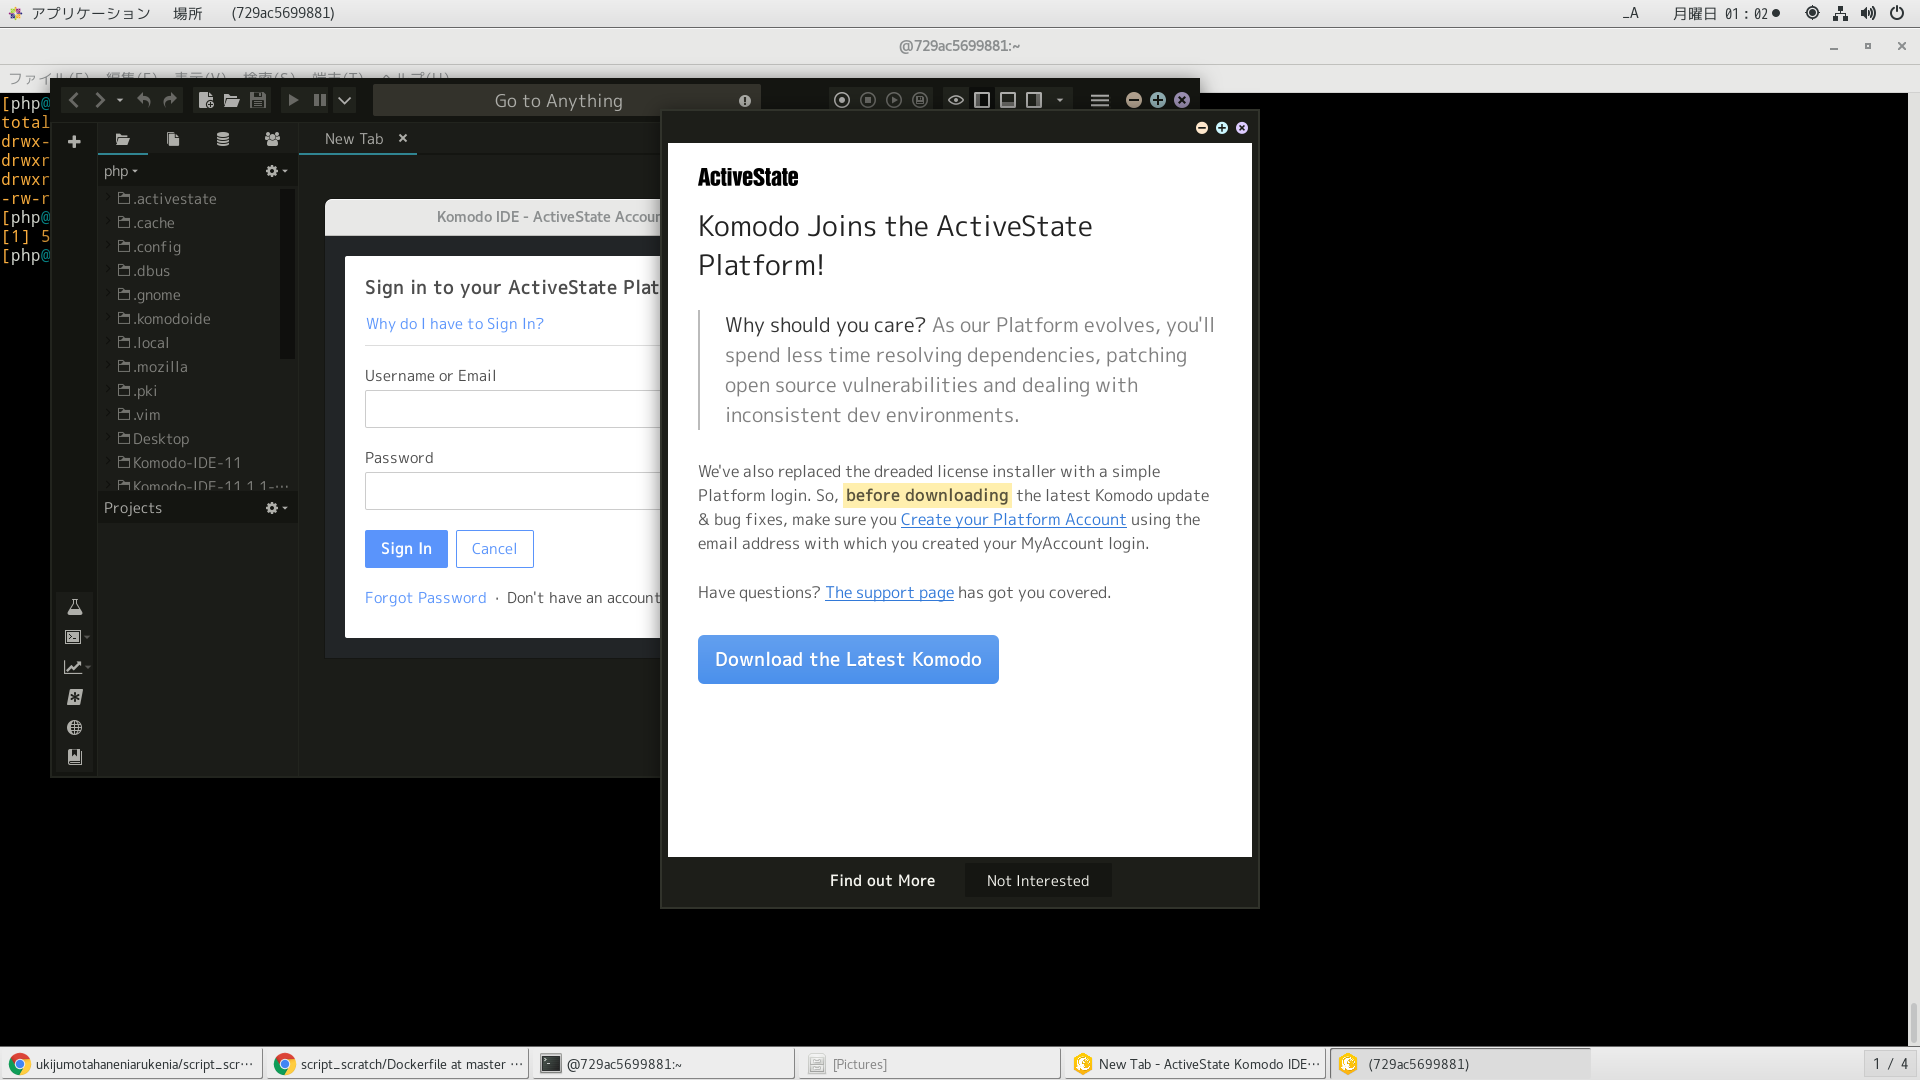 アプリケーション 場所 (729ac5699881) _A 月曜日 01：02
@729ac5699881:~
ファイル(F) 編集(E) 表示(V) 検索(S) 端末(T) ヘルプ(H)
[php@
total
drwx-
drwxr
drwxr
-rw-r
[php@
[1] 5
[php@
Go to Anything
New Tab
php
.activestate
.cache
.config
.dbus
.gnome
.komodoide
.local
.mozilla
.pki
.vim
Desktop
Komodo-IDE-11
Komodo-IDE-11.1.1-…
Projects
Komodo IDE - ActiveState Accoun
Sign in to your ActiveState Plat
Why do I have to Sign In?
Username or Email
Password
Sign In Cancel
Forgot Password · Don't have an account
ActiveState
Komodo Joins the ActiveState
Platform!
Why should you care? As our Platform evolves, you'll
spend less time resolving dependencies, patching
open source vulnerabilities and dealing with
inconsistent dev environments.
We've also replaced the dreaded license installer with a simple
Platform login. So, before downloading the latest Komodo update
& bug fixes, make sure you Create your Platform Account using the
email address with which you created your MyAccount login.
Have questions? The support page has got you covered.
Download the Latest Komodo
Find out More Not Interested
ukijumotahaneniarukenia/script_scr… script_scratch/Dockerfile at master … @729ac5699881:~ [Pictures] New Tab - ActiveState Komodo IDE… (729ac5699881) 1 / 4